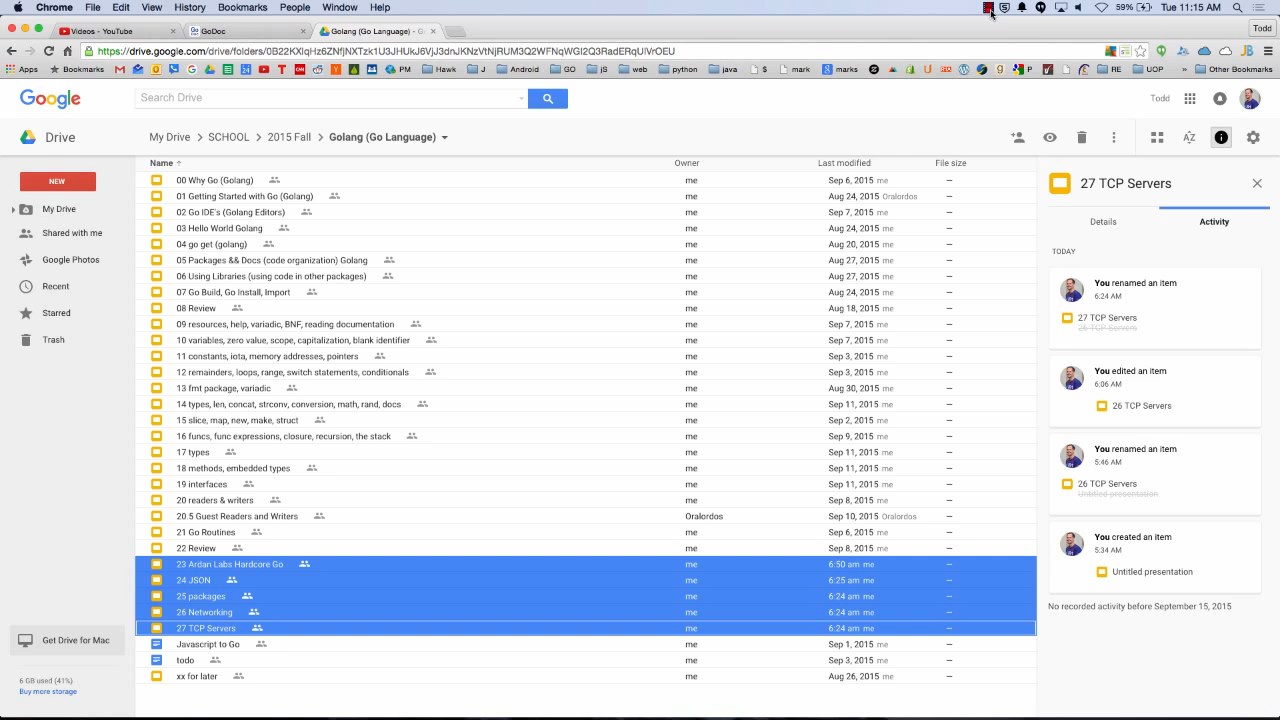 Chrome File Edit View History Bookmarks People Window Help 59% Tue 11:15 AM
Videos - YouTube GoDoc Golang (Go Language) - G Todd
https://drive.google.com/drive/folders/0B22KXlqHz6ZNfjNXTzk1U3JHUkJ6VjJ3dnJKNzVtNjRUM3Q2WFNqWGI2Q3RadERqUlVrOEU
Apps Bookmarks PM Hawk J Android GO jS web python java $ mark marks P RE UOP » Other Bookmarks
Google Search Drive Todd
Drive My Drive SCHOOL 2015 Fall Golang (Go Language)
NEW
My Drive
Shared with me
Google Photos
Recent
Starred
Trash
Get Drive for Mac
6 GB used (41%)
Buy more storage
Name ↑ Owner Last modified File size
00 Why Go (Golang) me Sep 6, 2015 me —
01 Getting Started with Go (Golang) me Aug 24, 2015 Oralordos —
02 Go IDE's (Golang Editors) me Sep 7, 2015 me —
03 Hello World Golang me Aug 24, 2015 me —
04 go get (golang) me Aug 20, 2015 me —
05 Packages && Docs (code organization) Golang me Aug 27, 2015 me —
06 Using Libraries (using code in other packages) me Aug 27, 2015 me —
07 Go Build, Go Install, Import me Aug 24, 2015 me —
08 Review me Aug 18, 2015 me —
09 resources, help, variadic, BNF, reading documentation me Sep 7, 2015 me —
10 variables, zero value, scope, capitalization, blank identifier me Sep 7, 2015 me —
11 constants, iota, memory addresses, pointers me Sep 3, 2015 me —
12 remainders, loops, range, switch statements, conditionals me Sep 3, 2015 me —
13 fmt package, variadic me Aug 30, 2015 me —
14 types, len, concat, strconv, conversion, math, rand, docs me Sep 11, 2015 me —
15 slice, map, new, make, struct me Sep 2, 2015 me —
16 funcs, func expressions, closure, recursion, the stack me Sep 9, 2015 me —
17 types me Sep 11, 2015 me —
18 methods, embedded types me Sep 11, 2015 me —
19 interfaces me Sep 11, 2015 me —
20 readers & writers me Sep 8, 2015 me —
20.5 Guest Readers and Writers Oralordos Sep 10, 2015 Oralordos —
21 Go Routines me Sep 6, 2015 me —
22 Review me Sep 8, 2015 me —
23 Ardan Labs Hardcore Go me 6:50 am me —
24 JSON me 6:25 am me —
25 packages me 6:24 am me —
26 Networking me 6:24 am me —
27 TCP Servers me 6:24 am me —
Javascript to Go me Sep 1, 2015 me —
todo me Sep 3, 2015 me —
xx for later me Aug 26, 2015 me —
27 TCP Servers
Details Activity
TODAY
You renamed an item
6:24 AM
27 TCP Servers
26 TCP Servers
You edited an item
6:06 AM
26 TCP Servers
You renamed an item
5:46 AM
26 TCP Servers
Untitled presentation
You created an item
5:34 AM
Untitled presentation
No recorded activity before September 15, 2015